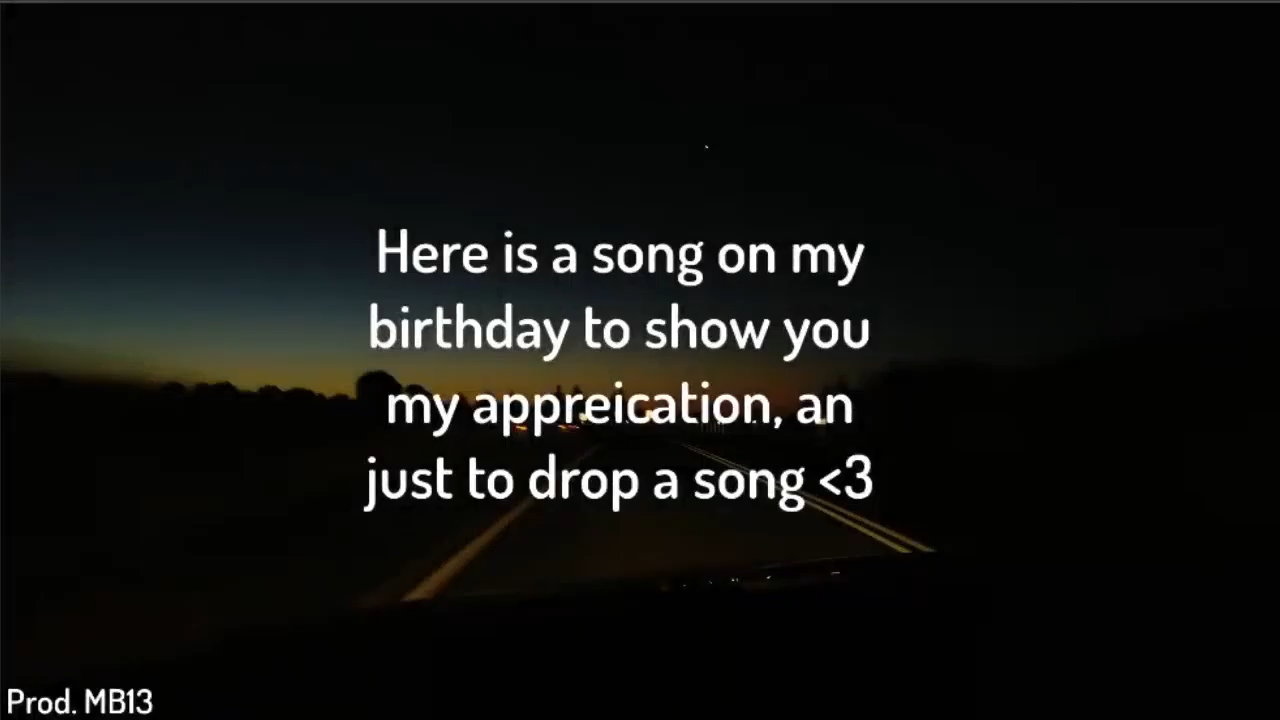 Here is a song on my
birthday to show you
my appreication, an
just to drop a song <3
Prod. MB13